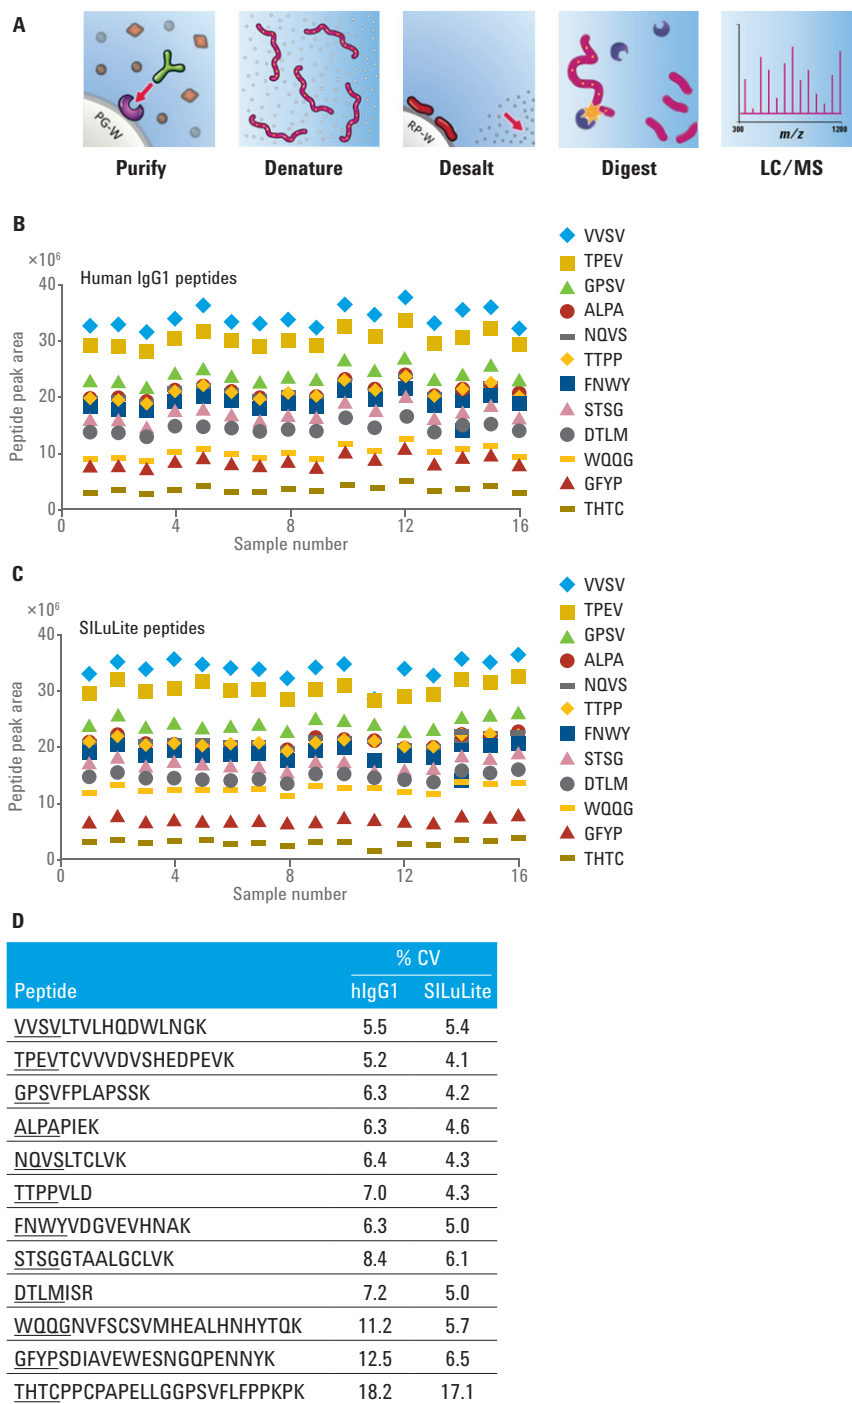 A
PG-W
RP-W
300
m/z
1200
Purify
Denature
Desalt
Digest
LC/MS
B
×10⁶
Human IgG1 peptides
40
30
20
10
0
Peptide peak area
0
4
8
12
16
Sample number
VVSV
TPEV
GPSV
ALPA
NQVS
TTPP
FNWY
STSG
DTLM
WQQG
GFYP
THTC
C
×10⁶
SILuLite peptides
40
30
20
10
0
Peptide peak area
0
4
8
12
16
Sample number
VVSV
TPEV
GPSV
ALPA
NQVS
TTPP
FNWY
STSG
DTLM
WQQG
GFYP
THTC
D
% CV
Peptide hIgG1 SILuLite
VVSVLTVLHQDWLNGK 5.5 5.4
TPEVTCVVVDVSHEDPEVK 5.2 4.1
GPSVFPLAPSSK 6.3 4.2
ALPAPIEK 6.3 4.6
NQVSLTCLVK 6.4 4.3
TTPPVLD 7.0 4.3
FNWYVDGVEVHNAK 6.3 5.0
STSGGTAALGCLVK 8.4 6.1
DTLMISR 7.2 5.0
WQQGNVFSCSVMHEALHNHYTQK 11.2 5.7
GFYPSDIAVEWESNGQPENNYK 12.5 6.5
THTCPPCPAPELLGGPSVFLFPPKPK 18.2 17.1